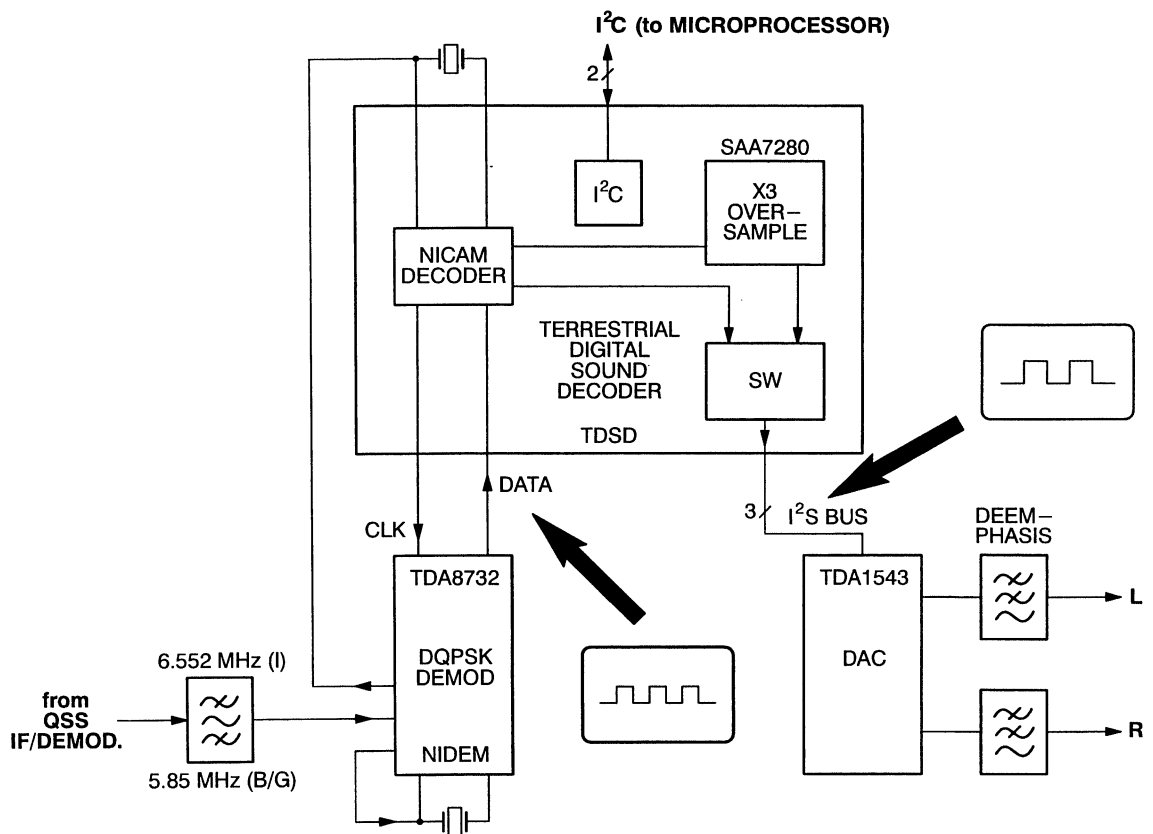 I²C (to MICROPROCESSOR)
2
SAA7280
I²C
X3
OVER–
SAMPLE
NICAM
DECODER
TERRESTRIAL
DIGITAL
SOUND
DECODER
SW
TDSD
DATA
CLK
3
I²S BUS
DEEM–
PHASIS
TDA8732
TDA1543
L
DQPSK
DEMOD
DAC
6.552 MHz (I)
from
QSS
IF/DEMOD.
R
NIDEM
5.85 MHz (B/G)